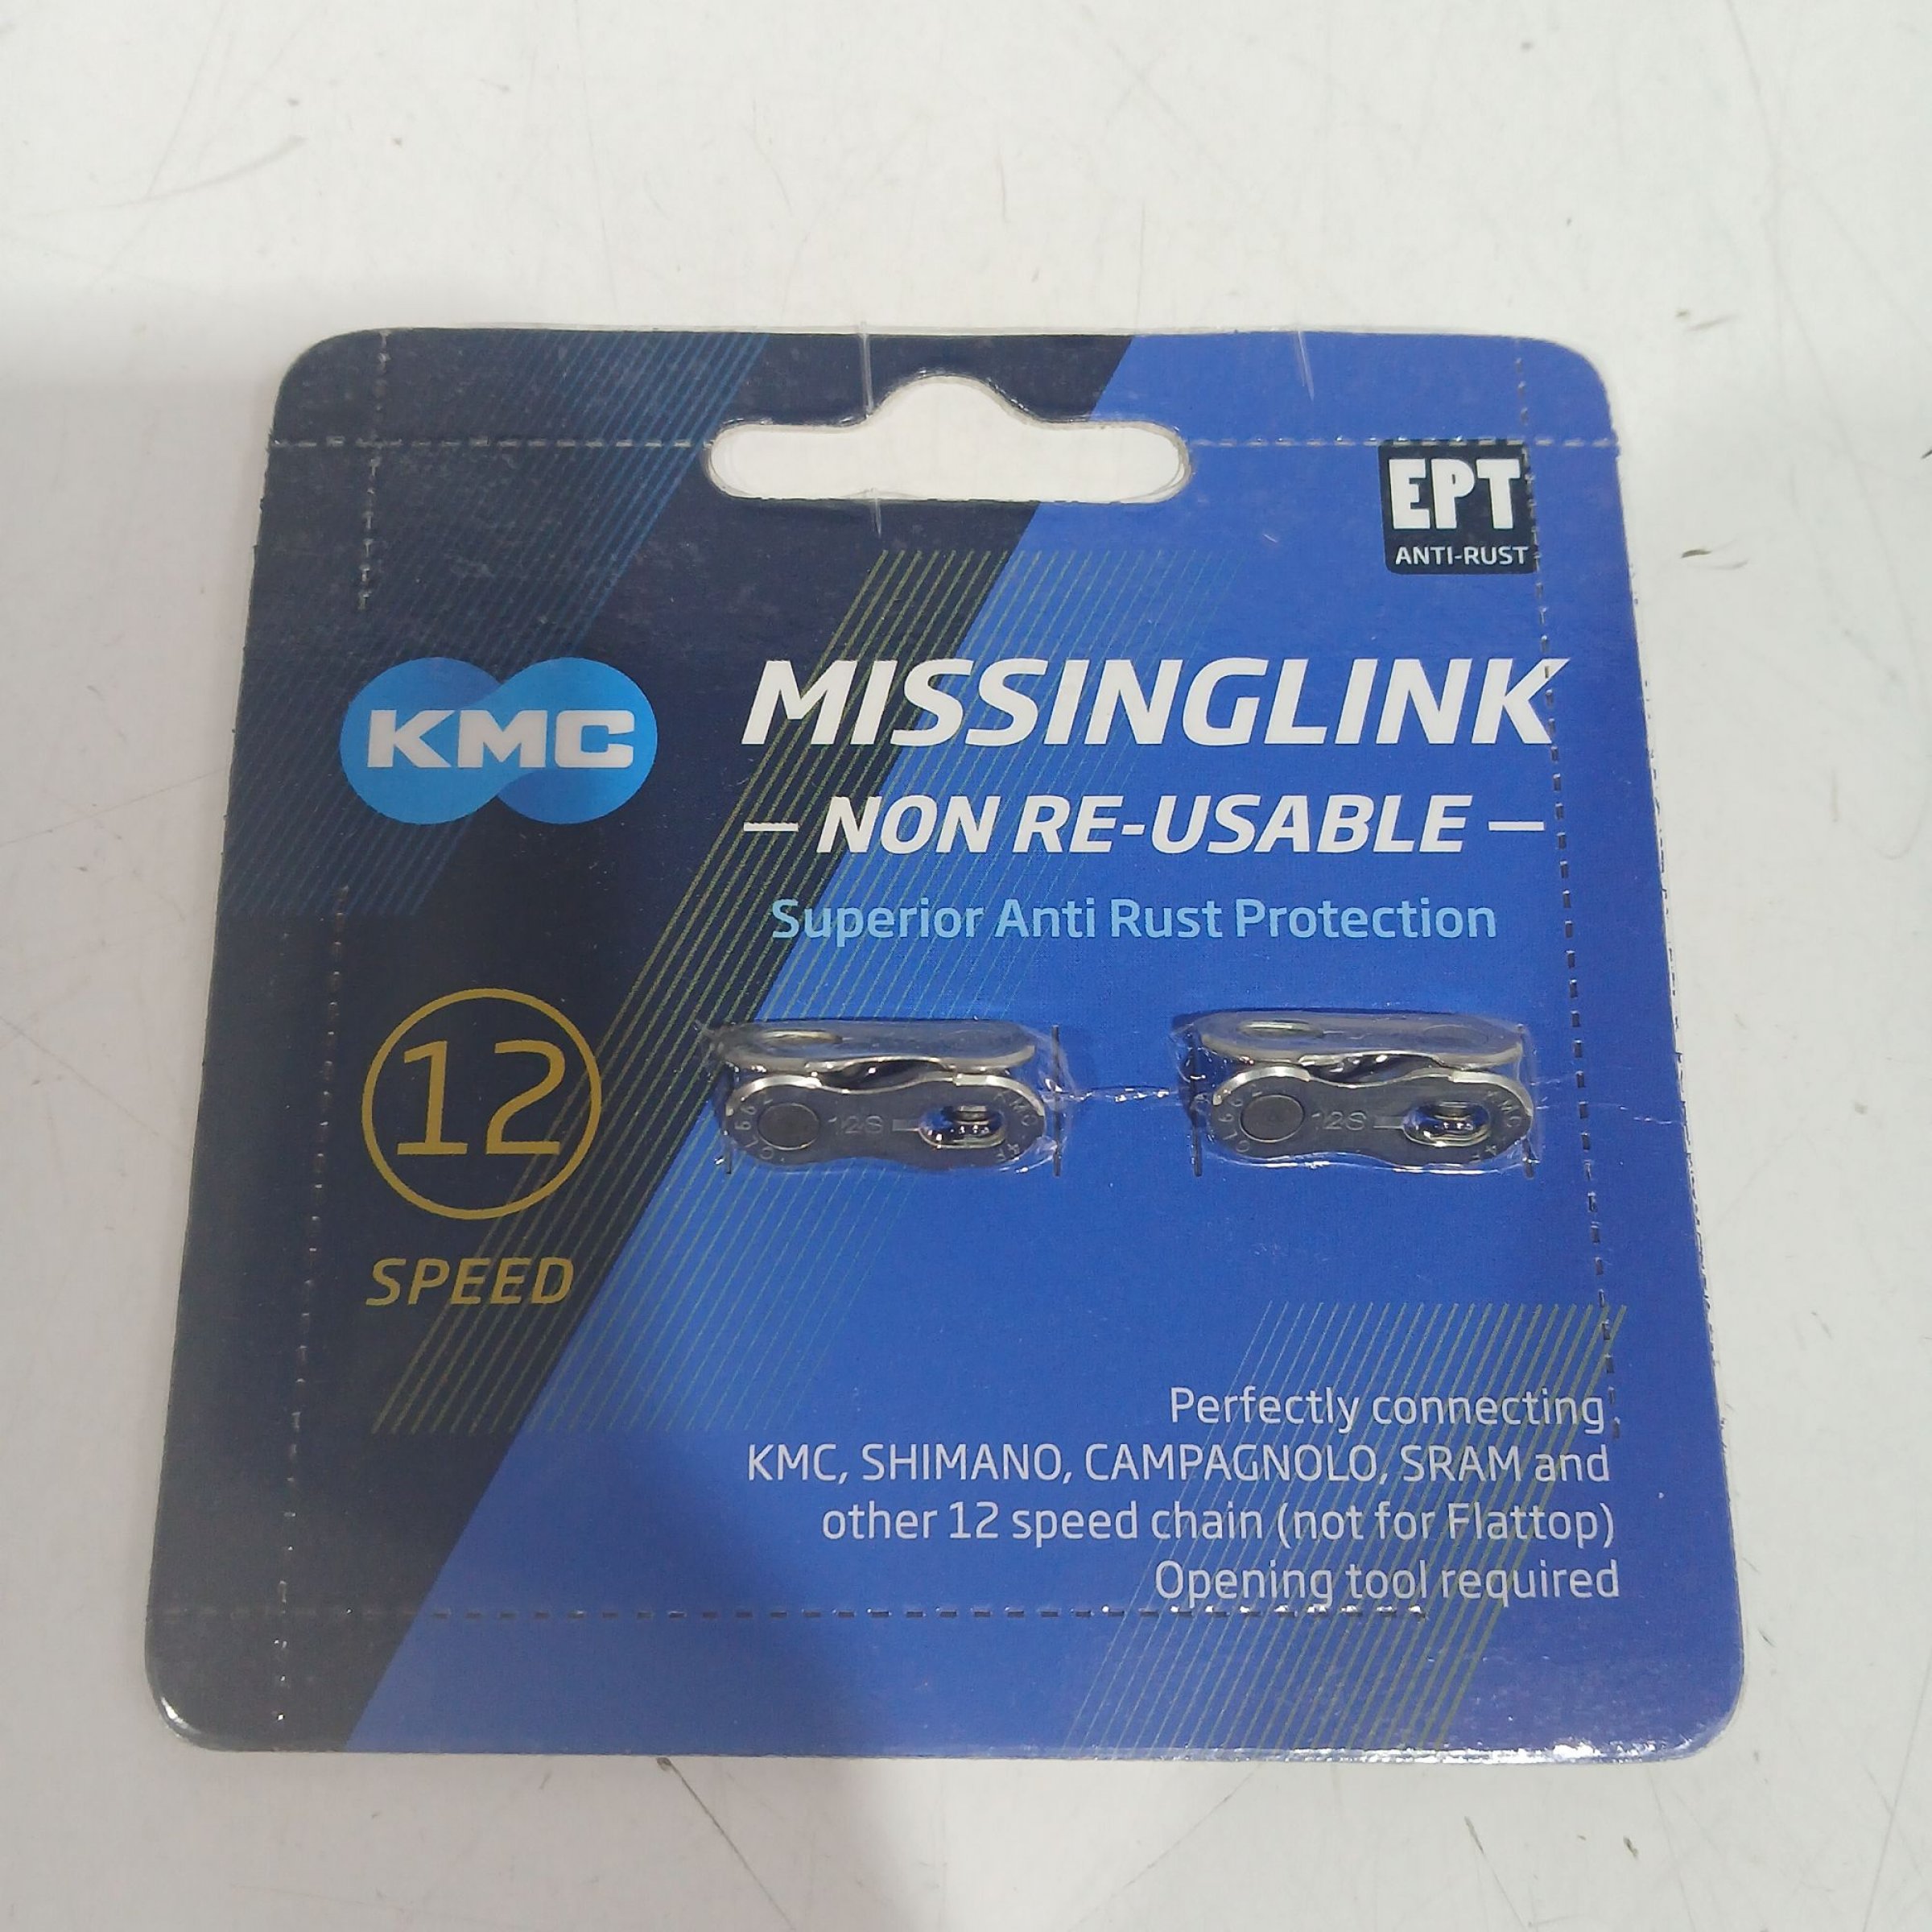 EPT
ANTI-RUST
KMC
MISSINGLINK
— NON RE-USABLE —
Superior Anti Rust Protection
12
SPEED
12S
12S
Perfectly connecting
KMC, SHIMANO, CAMPAGNOLO, SRAM and
other 12 speed chain (not for Flattop)
Opening tool required